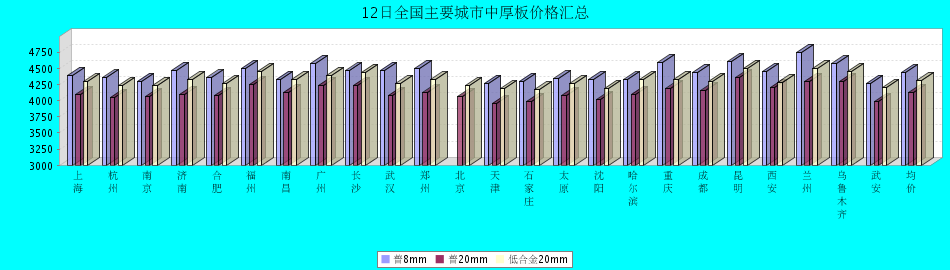 12日全国主要城市中厚板价格汇总
4750
4500
4250
4000
3750
3500
3250
3000
上海 杭州 南京 济南 合肥 福州 南昌 广州 长沙 武汉 郑州 北京 天津 石家庄 太原 沈阳 哈尔滨 重庆 成都 昆明 西安 兰州 乌鲁木齐 武安 均价
普8mm 普20mm 低合金20mm